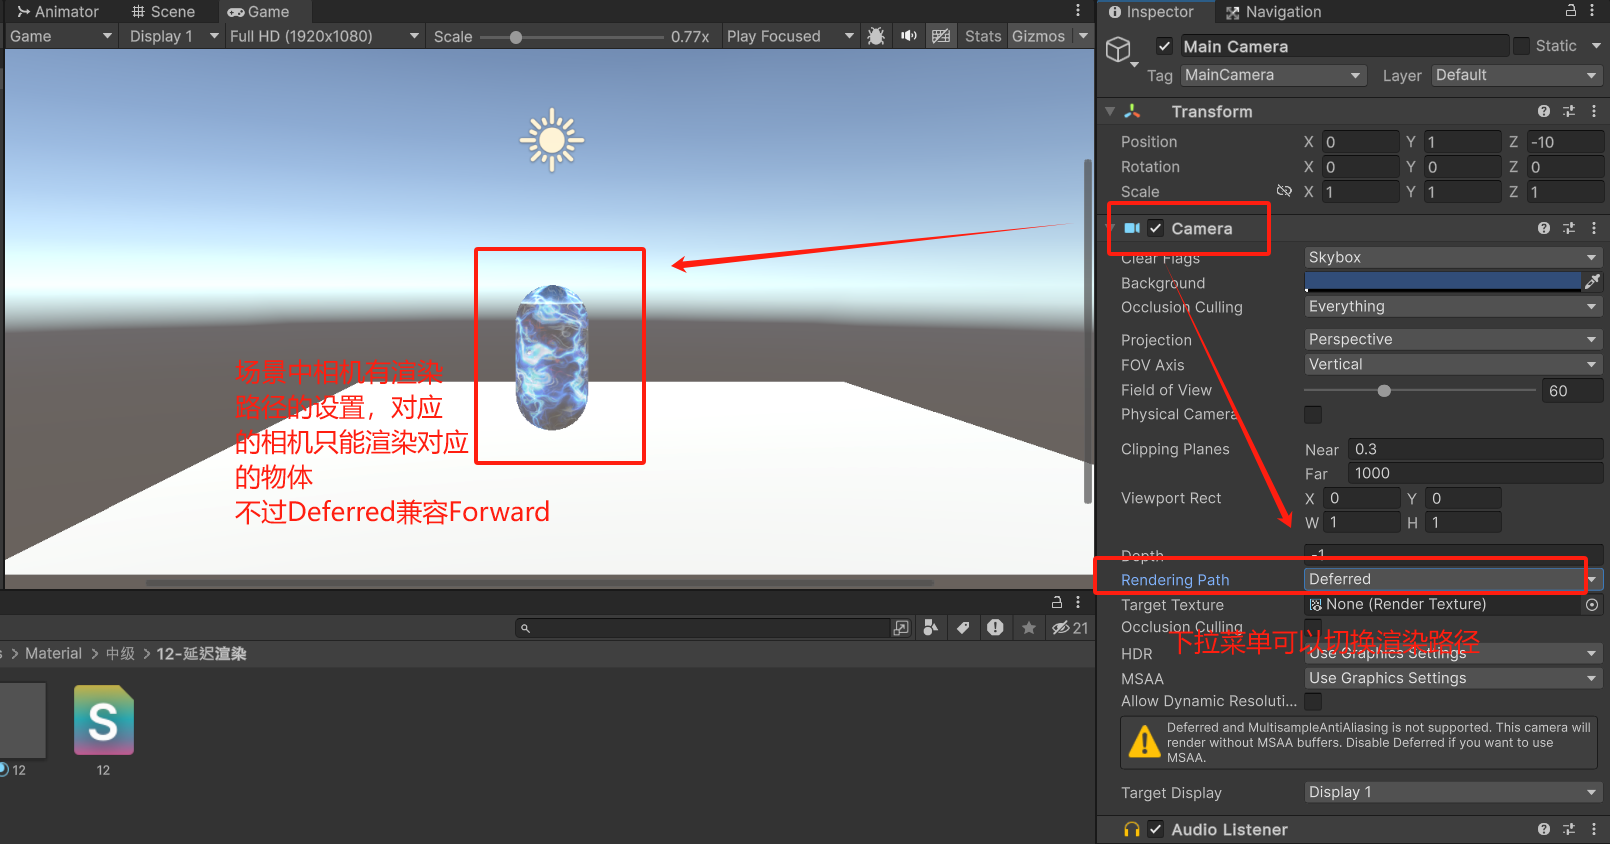 Animator
Scene
Game
Game
Display 1
Full HD (1920x1080)
Scale
0.77x
Play Focused
Stats
Gizmos
场景中相机有渲染
路径的设置，对应
的相机只能渲染对应
的物体
不过Deferred兼容Forward
21
s > Material > 中级 > 12-延迟渲染
12
S
12
Inspector
Navigation
Main Camera
Static
Tag
MainCamera
Layer
Default
Transform
Position X 0 Y 1 Z -10
Rotation X 0 Y 0 Z 0
Scale X 1 Y 1 Z 1
Camera
Clear Flags
Skybox
Background
Occlusion Culling
Everything
Projection
Perspective
FOV Axis
Vertical
Field of View
60
Physical Camera
Clipping Planes
Near 0.3
Far 1000
Viewport Rect
X 0 Y 0
W 1 H 1
Depth
-1
Rendering Path
Deferred
Target Texture
None (Render Texture)
Occlusion Culling
下拉菜单可以切换渲染路径
HDR
Use Graphics Settings
MSAA
Use Graphics Settings
Allow Dynamic Resoluti...
Deferred and MultisampleAntiAliasing is not supported. This camera will
render without MSAA buffers. Disable Deferred if you want to use
MSAA.
Target Display
Display 1
Audio Listener